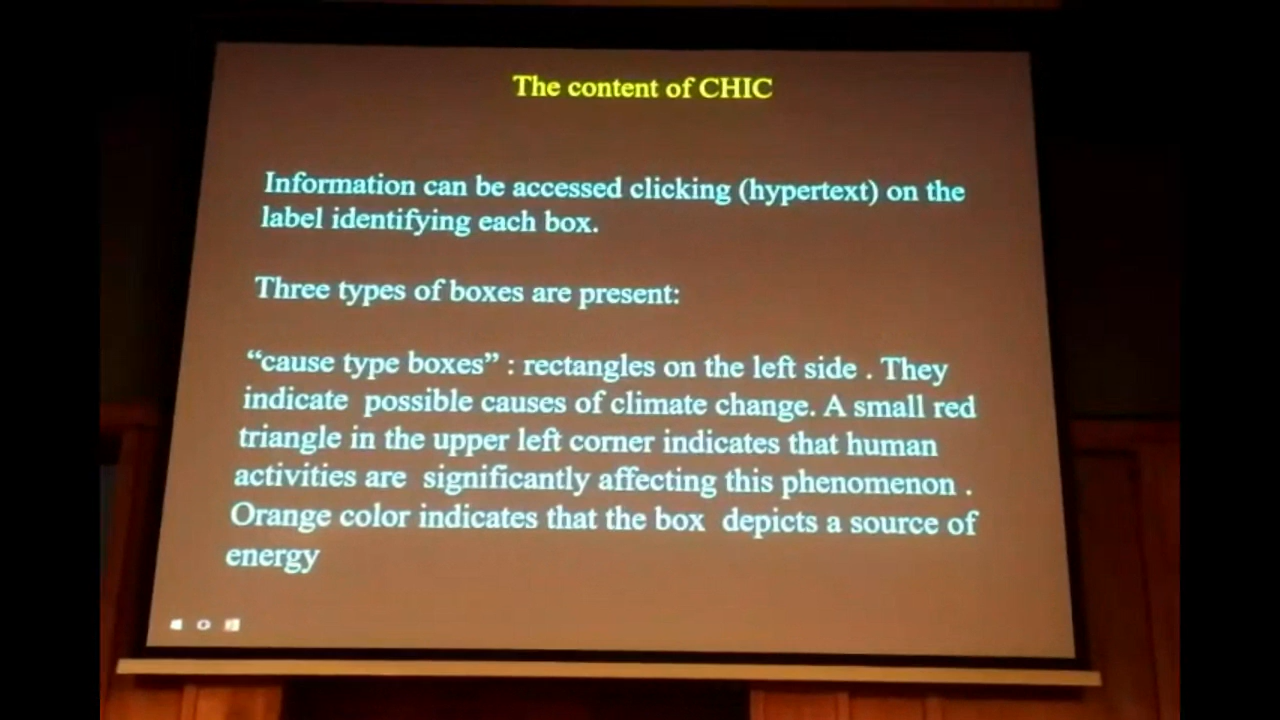 The content of CHIC
Information can be accessed clicking (hypertext) on the
label identifying each box.
Three types of boxes are present:
“cause type boxes” : rectangles on the left side . They
indicate possible causes of climate change. A small red
triangle in the upper left corner indicates that human
activities are significantly affecting this phenomenon .
Orange color indicates that the box depicts a source of
energy